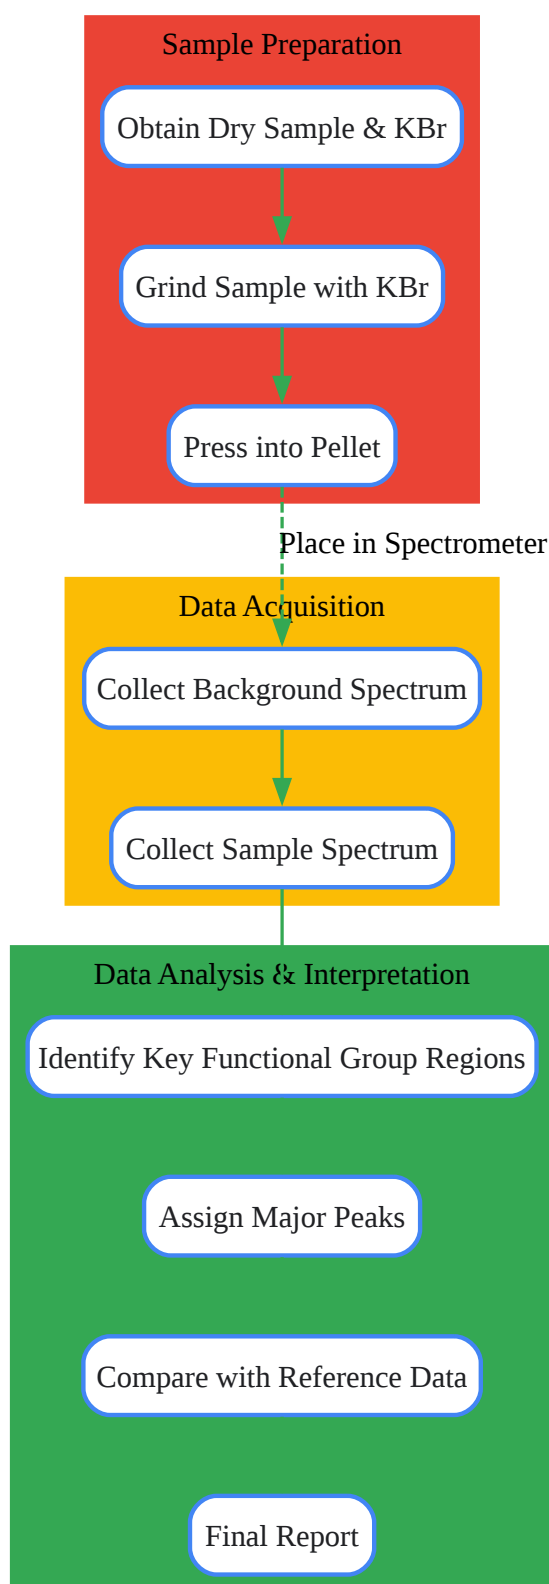 Sample Preparation
Obtain Dry Sample & KBr
Grind Sample with KBr
Press into Pellet
Place in Spectrometer
Data Acquisition
Collect Background Spectrum
Collect Sample Spectrum
Data Analysis & Interpretation
Identify Key Functional Group Regions
Assign Major Peaks
Compare with Reference Data
Final Report